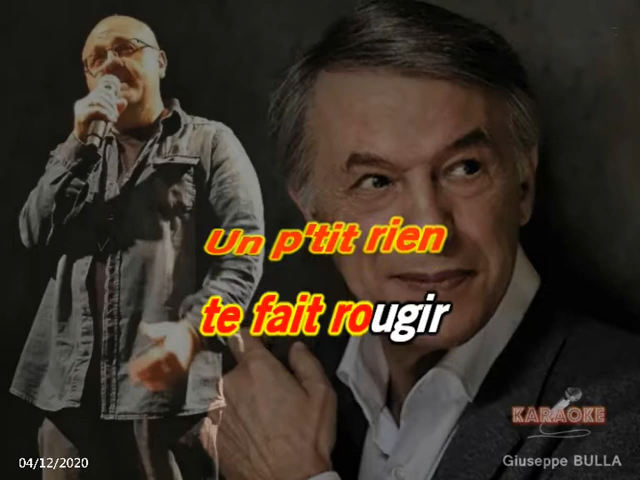 Un p'tit rien
te fait rougir
KARAOKE
04/12/2020
Giuseppe BULLA